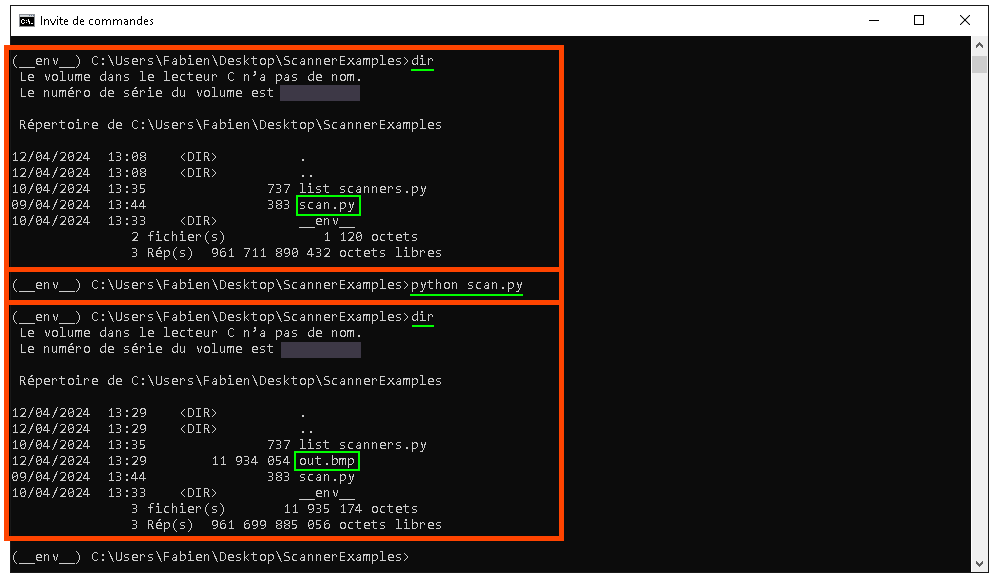 Invite de commandes
(__env__) C:\Users\Fabien\Desktop\ScannerExamples>dir
Le volume dans le lecteur C n’a pas de nom.
Le numéro de série du volume est
Répertoire de C:\Users\Fabien\Desktop\ScannerExamples
12/04/2024 13:08 <DIR> .
12/04/2024 13:08 <DIR> ..
10/04/2024 13:35 737 list_scanners.py
09/04/2024 13:44 383 scan.py
10/04/2024 13:33 <DIR> __env__
2 fichier(s) 1 120 octets
3 Rép(s) 961 711 890 432 octets libres
(__env__) C:\Users\Fabien\Desktop\ScannerExamples>python scan.py
(__env__) C:\Users\Fabien\Desktop\ScannerExamples>dir
Le volume dans le lecteur C n’a pas de nom.
Le numéro de série du volume est
Répertoire de C:\Users\Fabien\Desktop\ScannerExamples
12/04/2024 13:29 <DIR> .
12/04/2024 13:29 <DIR> ..
10/04/2024 13:35 737 list_scanners.py
12/04/2024 13:29 11 934 054 out.bmp
09/04/2024 13:44 383 scan.py
10/04/2024 13:33 <DIR> __env__
3 fichier(s) 11 935 174 octets
3 Rép(s) 961 699 885 056 octets libres
(__env__) C:\Users\Fabien\Desktop\ScannerExamples>